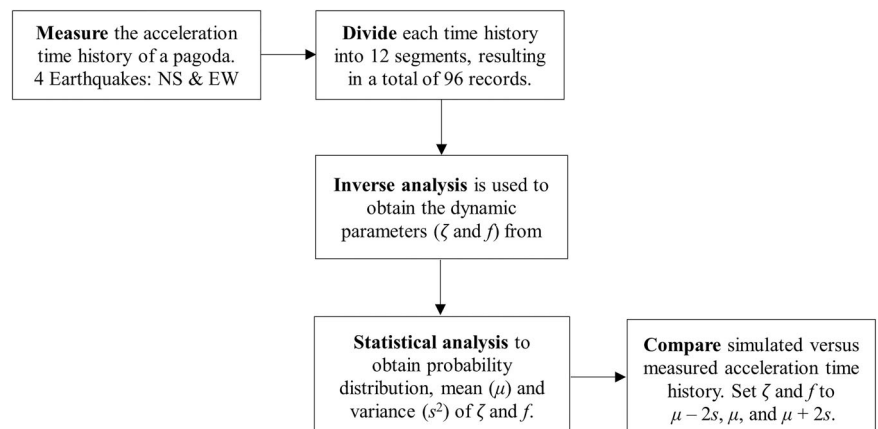 Measure the acceleration
time history of a pagoda.
4 Earthquakes: NS & EW
Divide each time history
into 12 segments, resulting
in a total of 96 records.
Inverse analysis is used to
obtain the dynamic
parameters (ζ and f) from
Statistical analysis to
obtain probability
distribution, mean (μ) and
variance (s²) of ζ and f.
Compare simulated versus
measured acceleration time
history. Set ζ and f to
μ – 2s, μ, and μ + 2s.